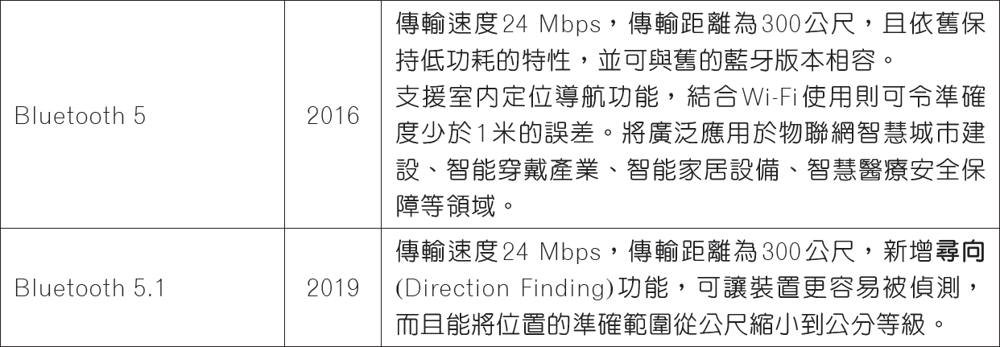 Bluetooth 5
2016
傳輸速度24 Mbps，傳輸距離為300公尺，且依舊保
持低功耗的特性，並可與舊的藍牙版本相容。
支援室內定位導航功能，結合Wi-Fi使用則可令準確
度少於1米的誤差。將廣泛應用於物聯網智慧城市建
設、智能穿戴產業、智能家居設備、智慧醫療安全保
障等領域。
Bluetooth 5.1
2019
傳輸速度24 Mbps，傳輸距離為300公尺，新增尋向
(Direction Finding)功能，可讓裝置更容易被偵測，
而且能將位置的準確範圍從公尺縮小到公分等級。